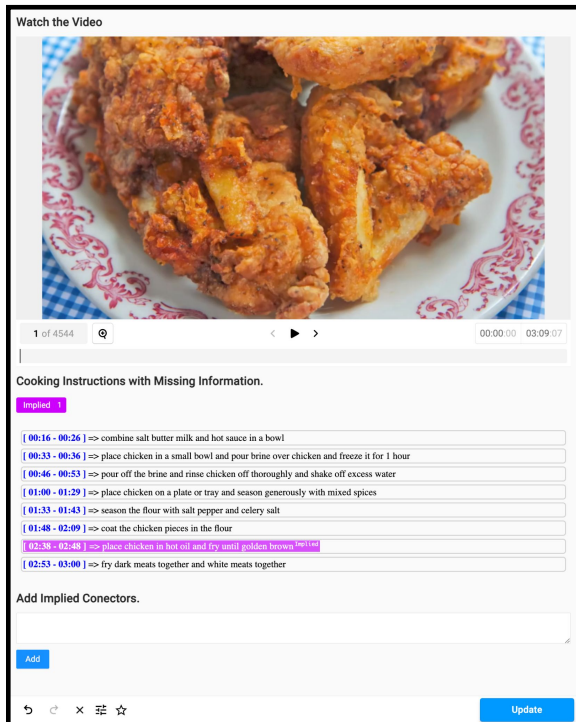 Watch the Video
1 of 4544
00:00:00 03:09:07
Cooking Instructions with Missing Information.
Implied 1
[ 00:16 - 00:26 ] => combine salt butter milk and hot sauce in a bowl
[ 00:33 - 00:36 ] => place chicken in a small bowl and pour brine over chicken and freeze it for 1 hour
[ 00:46 - 00:53 ] => pour off the brine and rinse chicken off thoroughly and shake off excess water
[ 01:00 - 01:29 ] => place chicken on a plate or tray and season generously with mixed spices
[ 01:33 - 01:43 ] => season the flour with salt pepper and celery salt
[ 01:48 - 02:09 ] => coat the chicken pieces in the flour
[ 02:38 - 02:48 ] => place chicken in hot oil and fry until golden brown Implied
[ 02:53 - 03:00 ] => fry dark meats together and white meats together
Add Implied Conectors.
Add
Update